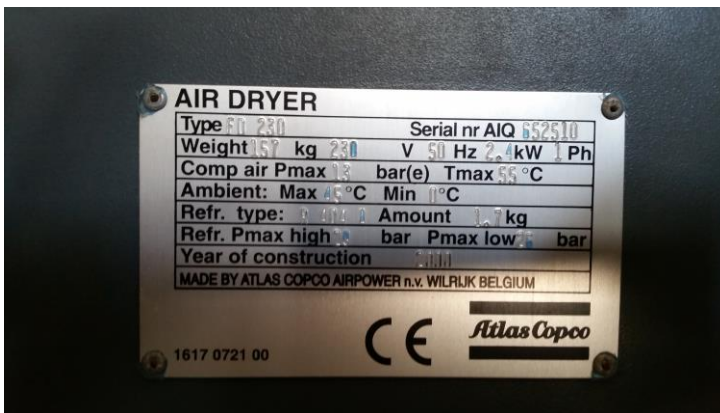 AIR DRYER
Type FD 230 Serial nr AIQ 652510
Weight 157 kg 230 V 50 Hz 2.4 kW 1 Ph
Comp air Pmax 13 bar(e) Tmax 55 °C
Ambient: Max 45 °C Min 0 °C
Refr. type: R 404 A Amount 1.7 kg
Refr. Pmax high bar Pmax low bar
Year of construction
MADE BY ATLAS COPCO AIRPOWER n.v. WILRIJK BELGIUM
CE
Atlas Copco
1617 0721 00